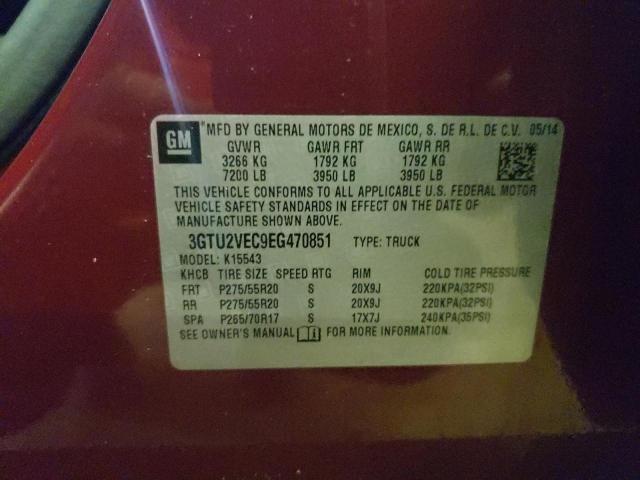 GM "MFD BY GENERAL MOTORS DE MEXICO, S. DE R.L. DE C.V. 05/14
GVWR GAWR FRT GAWR RR
3266 KG 1792 KG 1792 KG
7200 LB 3950 LB 3950 LB
THIS VEHICLE CONFORMS TO ALL APPLICABLE U.S. FEDERAL MOTOR
VEHICLE SAFETY STANDARDS IN EFFECT ON THE DATE OF
MANUFACTURE SHOWN ABOVE.
3GTU2VEC9EG470851 TYPE: TRUCK
MODEL: K15543
KHCB TIRE SIZE SPEED RTG RIM COLD TIRE PRESSURE
FRT P275/55R20 S 20X9J 220KPA(32PSI)
RR P275/55R20 S 20X9J 220KPA(32PSI)
SPA P265/70R17 S 17X7J 240KPA(35PSI)
SEE OWNER'S MANUAL FOR MORE INFORMATION.